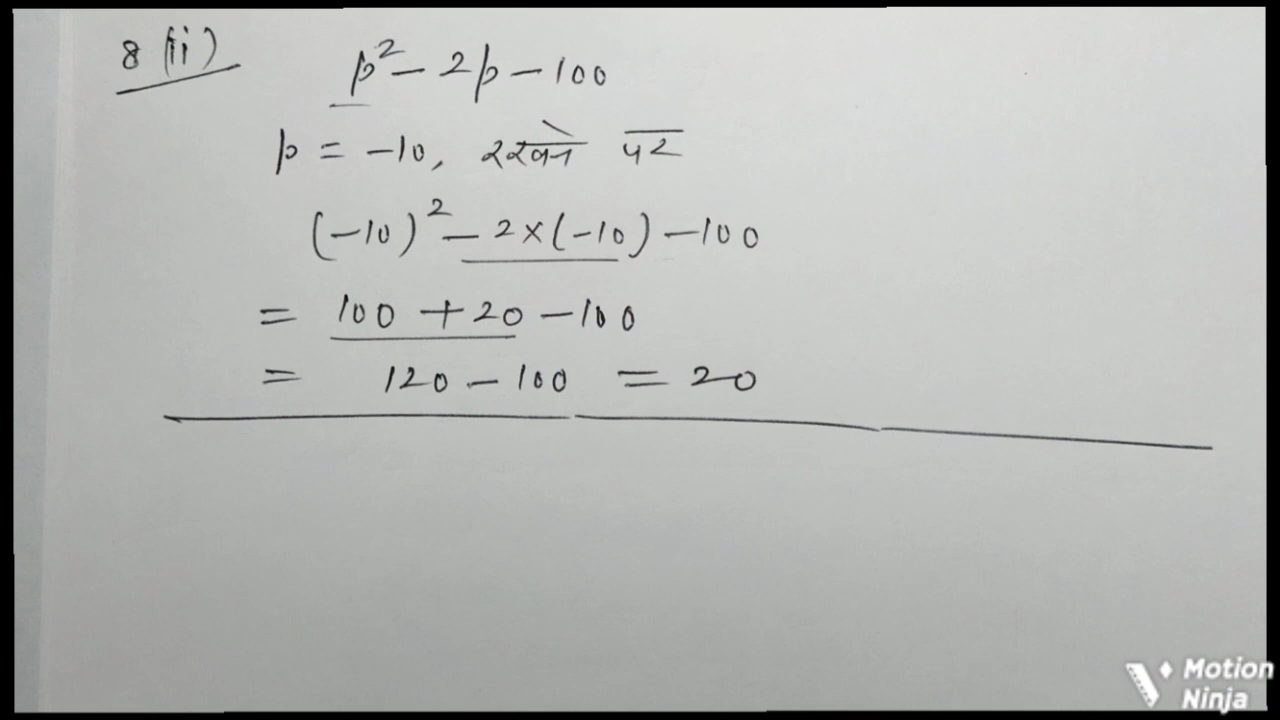 8 (ii)
p² - 2p - 100
p = -10, रखने पर
(-10)² - 2×(-10) - 100
= 100 + 20 - 100
= 120 - 100 = 20
Motion
Ninja